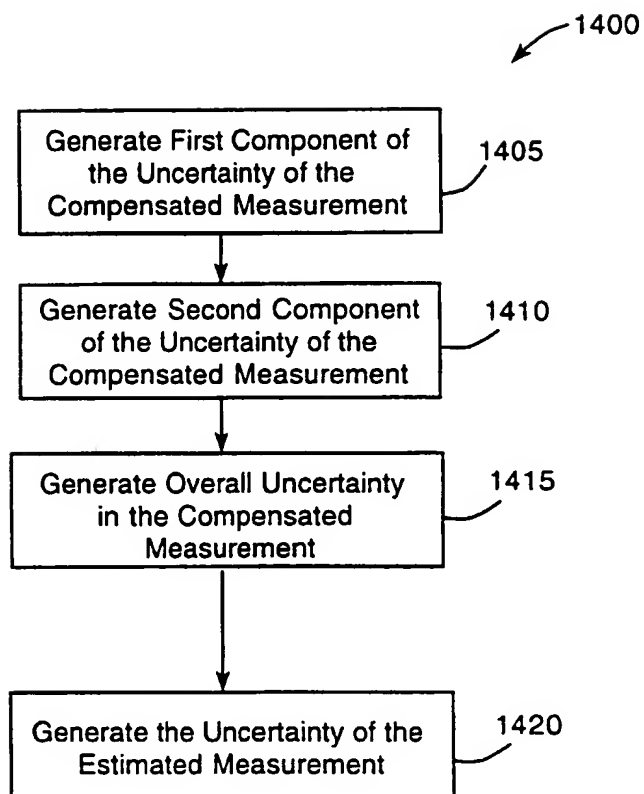 1400
Generate First Component of
the Uncertainty of the
Compensated Measurement
1405
Generate Second Component
of the Uncertainty of the
Compensated Measurement
1410
Generate Overall Uncertainty
in the Compensated
Measurement
1415
Generate the Uncertainty of the
Estimated Measurement
1420